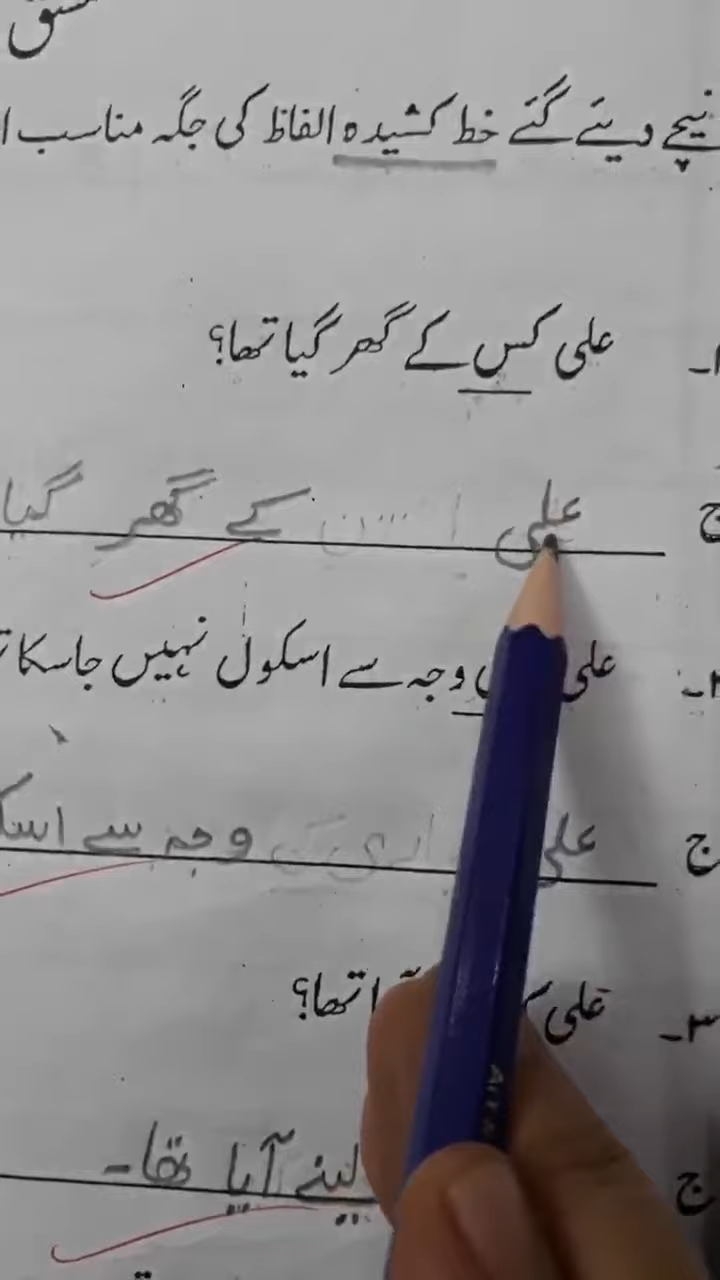 مشق
نیچے دیئے گئے خط کشیدہ الفاظ کی جگہ مناسب
علی کس کے گھر گیا تھا؟
ج علی کے گھر گیا
علی وجہ سے اسکول نہیں جاسکا
ج علی وجہ سے
۳۔ علی تھا؟
ج لینے آیا تھا۔